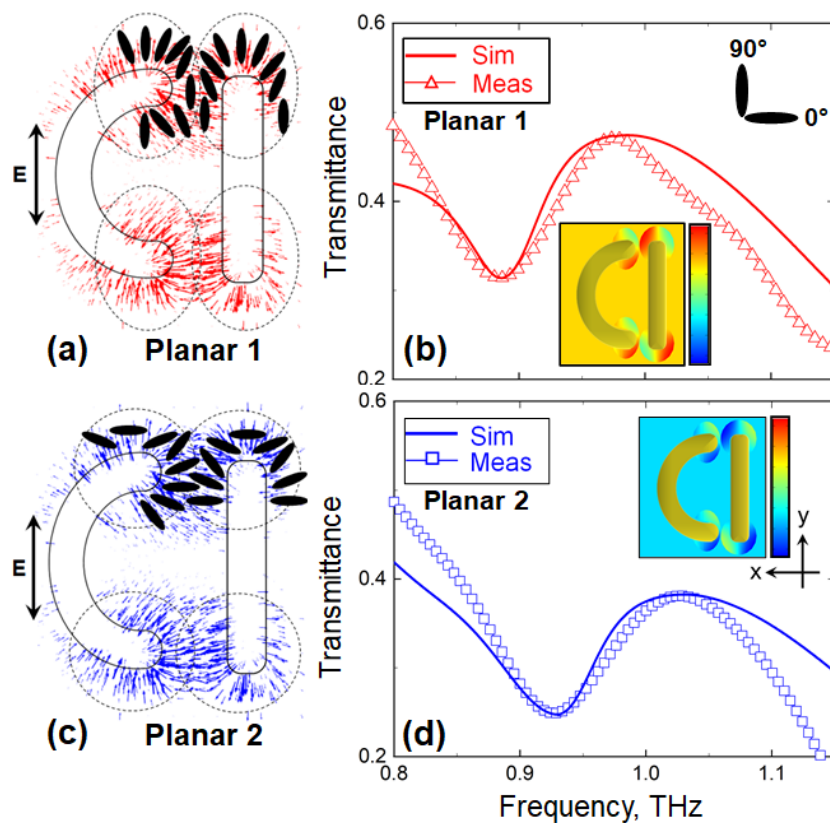 E
(a)
Planar 1
0.6
0.4
0.2
Transmittance
Sim
Meas
Planar 1
90°
0°
(b)
E
(c)
Planar 2
0.6
0.4
0.2
Transmittance
Sim
Meas
Planar 2
y
x
(d)
0.8
0.9
1.0
1.1
Frequency, THz